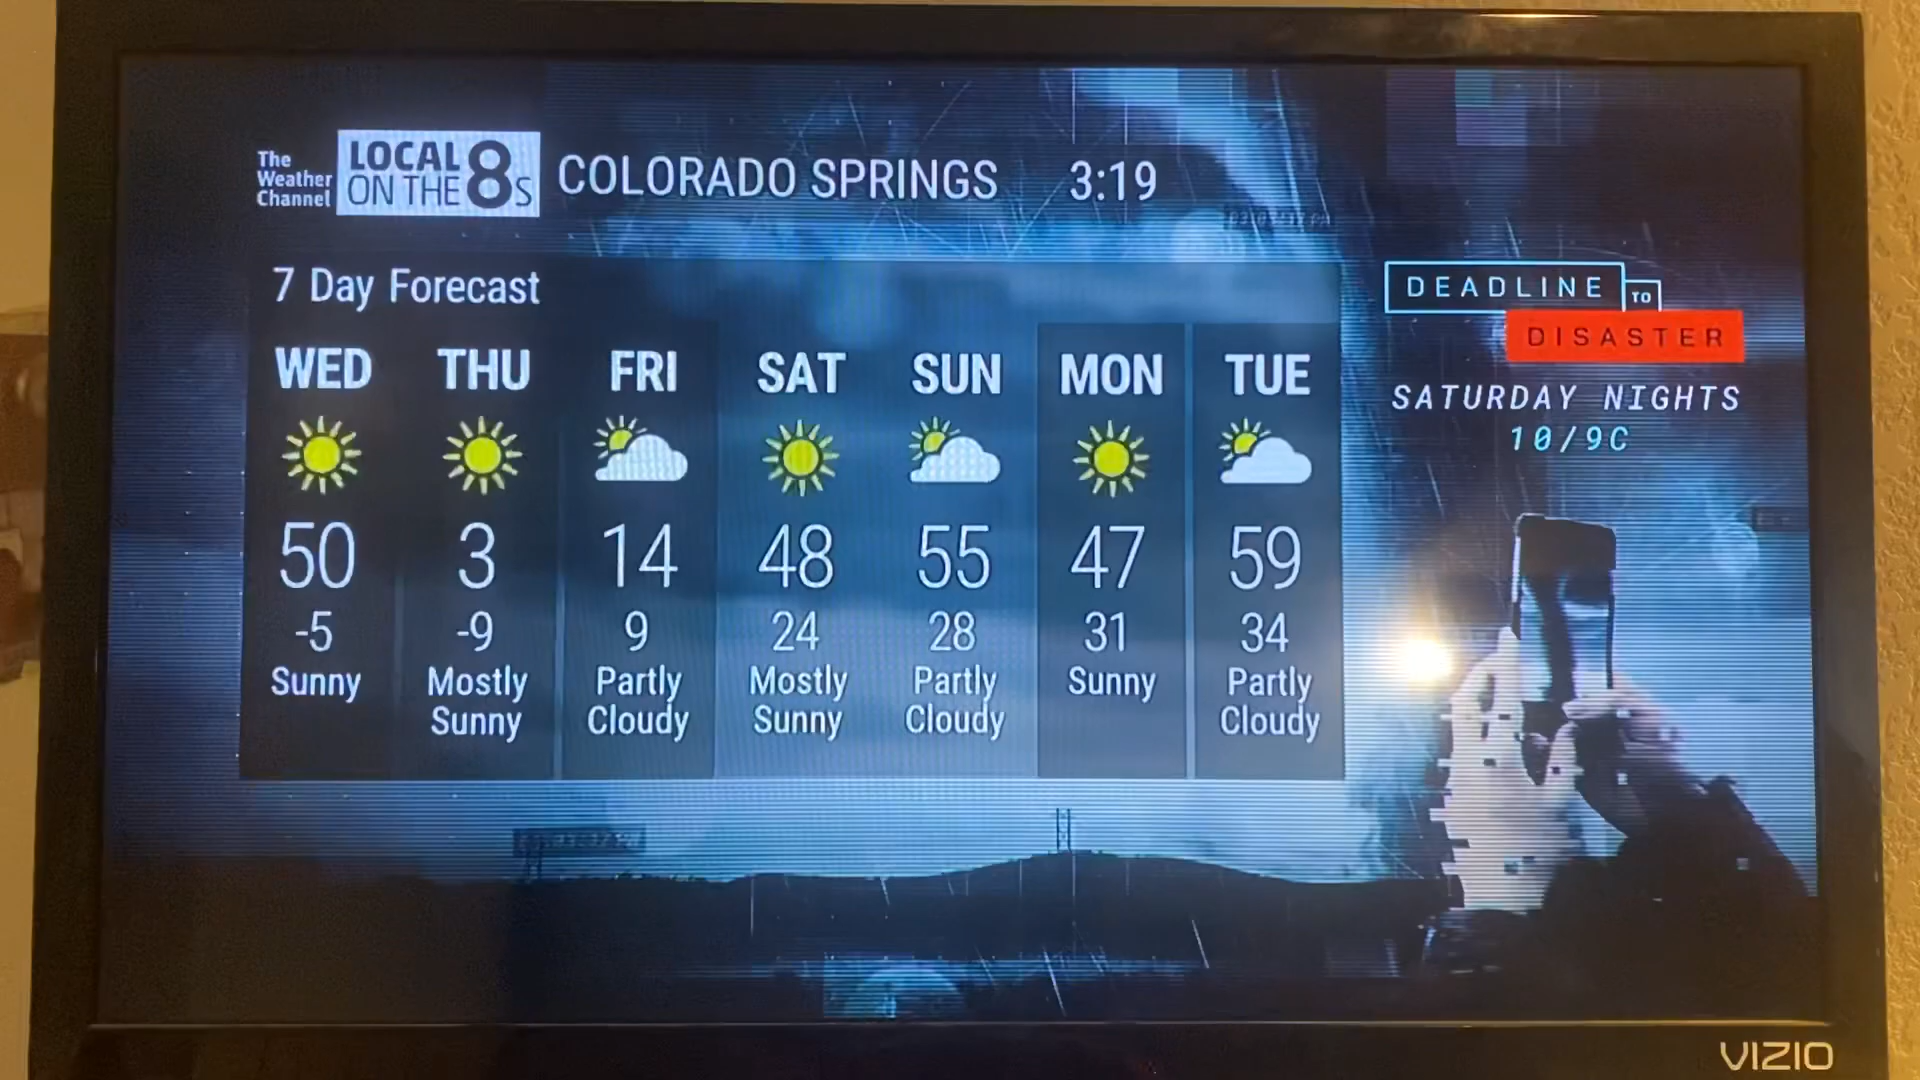 The
Weather
Channel
LOCAL
ON THE 8s
COLORADO SPRINGS 3:19
7 Day Forecast
WED THU FRI SAT SUN MON TUE
50 3 14 48 55 47 59
-5 -9 9 24 28 31 34
Sunny Mostly Partly Mostly Partly Sunny Partly
Sunny Cloudy Sunny Cloudy Cloudy
DEADLINE TO
DISASTER
SATURDAY NIGHTS
10/9C
VIZIO